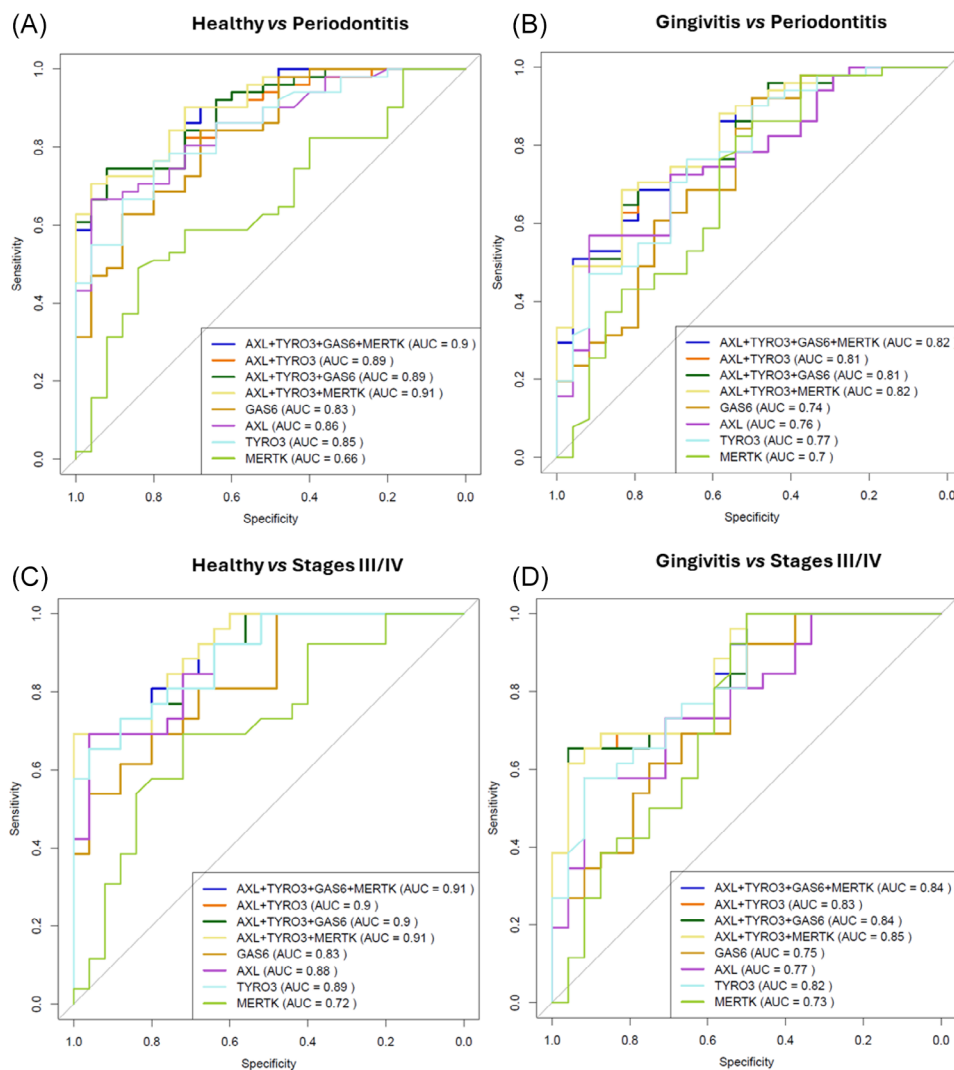 (A)
Healthy vs Periodontitis
Sensitivity
1.0
0.8
0.6
0.4
0.2
0.0
AXL+TYRO3+GAS6+MERTK (AUC = 0.9 )
AXL+TYRO3 (AUC = 0.89 )
AXL+TYRO3+GAS6 (AUC = 0.89 )
AXL+TYRO3+MERTK (AUC = 0.91 )
GAS6 (AUC = 0.83 )
AXL (AUC = 0.86 )
TYRO3 (AUC = 0.85 )
MERTK (AUC = 0.66 )
1.0 0.8 0.6 0.4 0.2 0.0
Specificity
(B)
Gingivitis vs Periodontitis
Sensitivity
1.0
0.8
0.6
0.4
0.2
0.0
AXL+TYRO3+GAS6+MERTK (AUC = 0.82
AXL+TYRO3 (AUC = 0.81 )
AXL+TYRO3+GAS6 (AUC = 0.81 )
AXL+TYRO3+MERTK (AUC = 0.82 )
GAS6 (AUC = 0.74 )
AXL (AUC = 0.76 )
TYRO3 (AUC = 0.77 )
MERTK (AUC = 0.7 )
1.0 0.8 0.6 0.4 0.2 0.0
Specificity
(C)
Healthy vs Stages III/IV
Sensitivity
1.0
0.8
0.6
0.4
0.2
0.0
AXL+TYRO3+GAS6+MERTK (AUC = 0.91 )
AXL+TYRO3 (AUC = 0.9 )
AXL+TYRO3+GAS6 (AUC = 0.9 )
AXL+TYRO3+MERTK (AUC = 0.91 )
GAS6 (AUC = 0.83 )
AXL (AUC = 0.88 )
TYRO3 (AUC = 0.89 )
MERTK (AUC = 0.72 )
1.0 0.8 0.6 0.4 0.2 0.0
Specificity
(D)
Gingivitis vs Stages III/IV
Sensitivity
1.0
0.8
0.6
0.4
0.2
0.0
AXL+TYRO3+GAS6+MERTK (AUC = 0.84 )
AXL+TYRO3 (AUC = 0.83 )
AXL+TYRO3+GAS6 (AUC = 0.84 )
AXL+TYRO3+MERTK (AUC = 0.85 )
GAS6 (AUC = 0.75 )
AXL (AUC = 0.77 )
TYRO3 (AUC = 0.82 )
MERTK (AUC = 0.73 )
1.0 0.8 0.6 0.4 0.2 0.0
Specificity